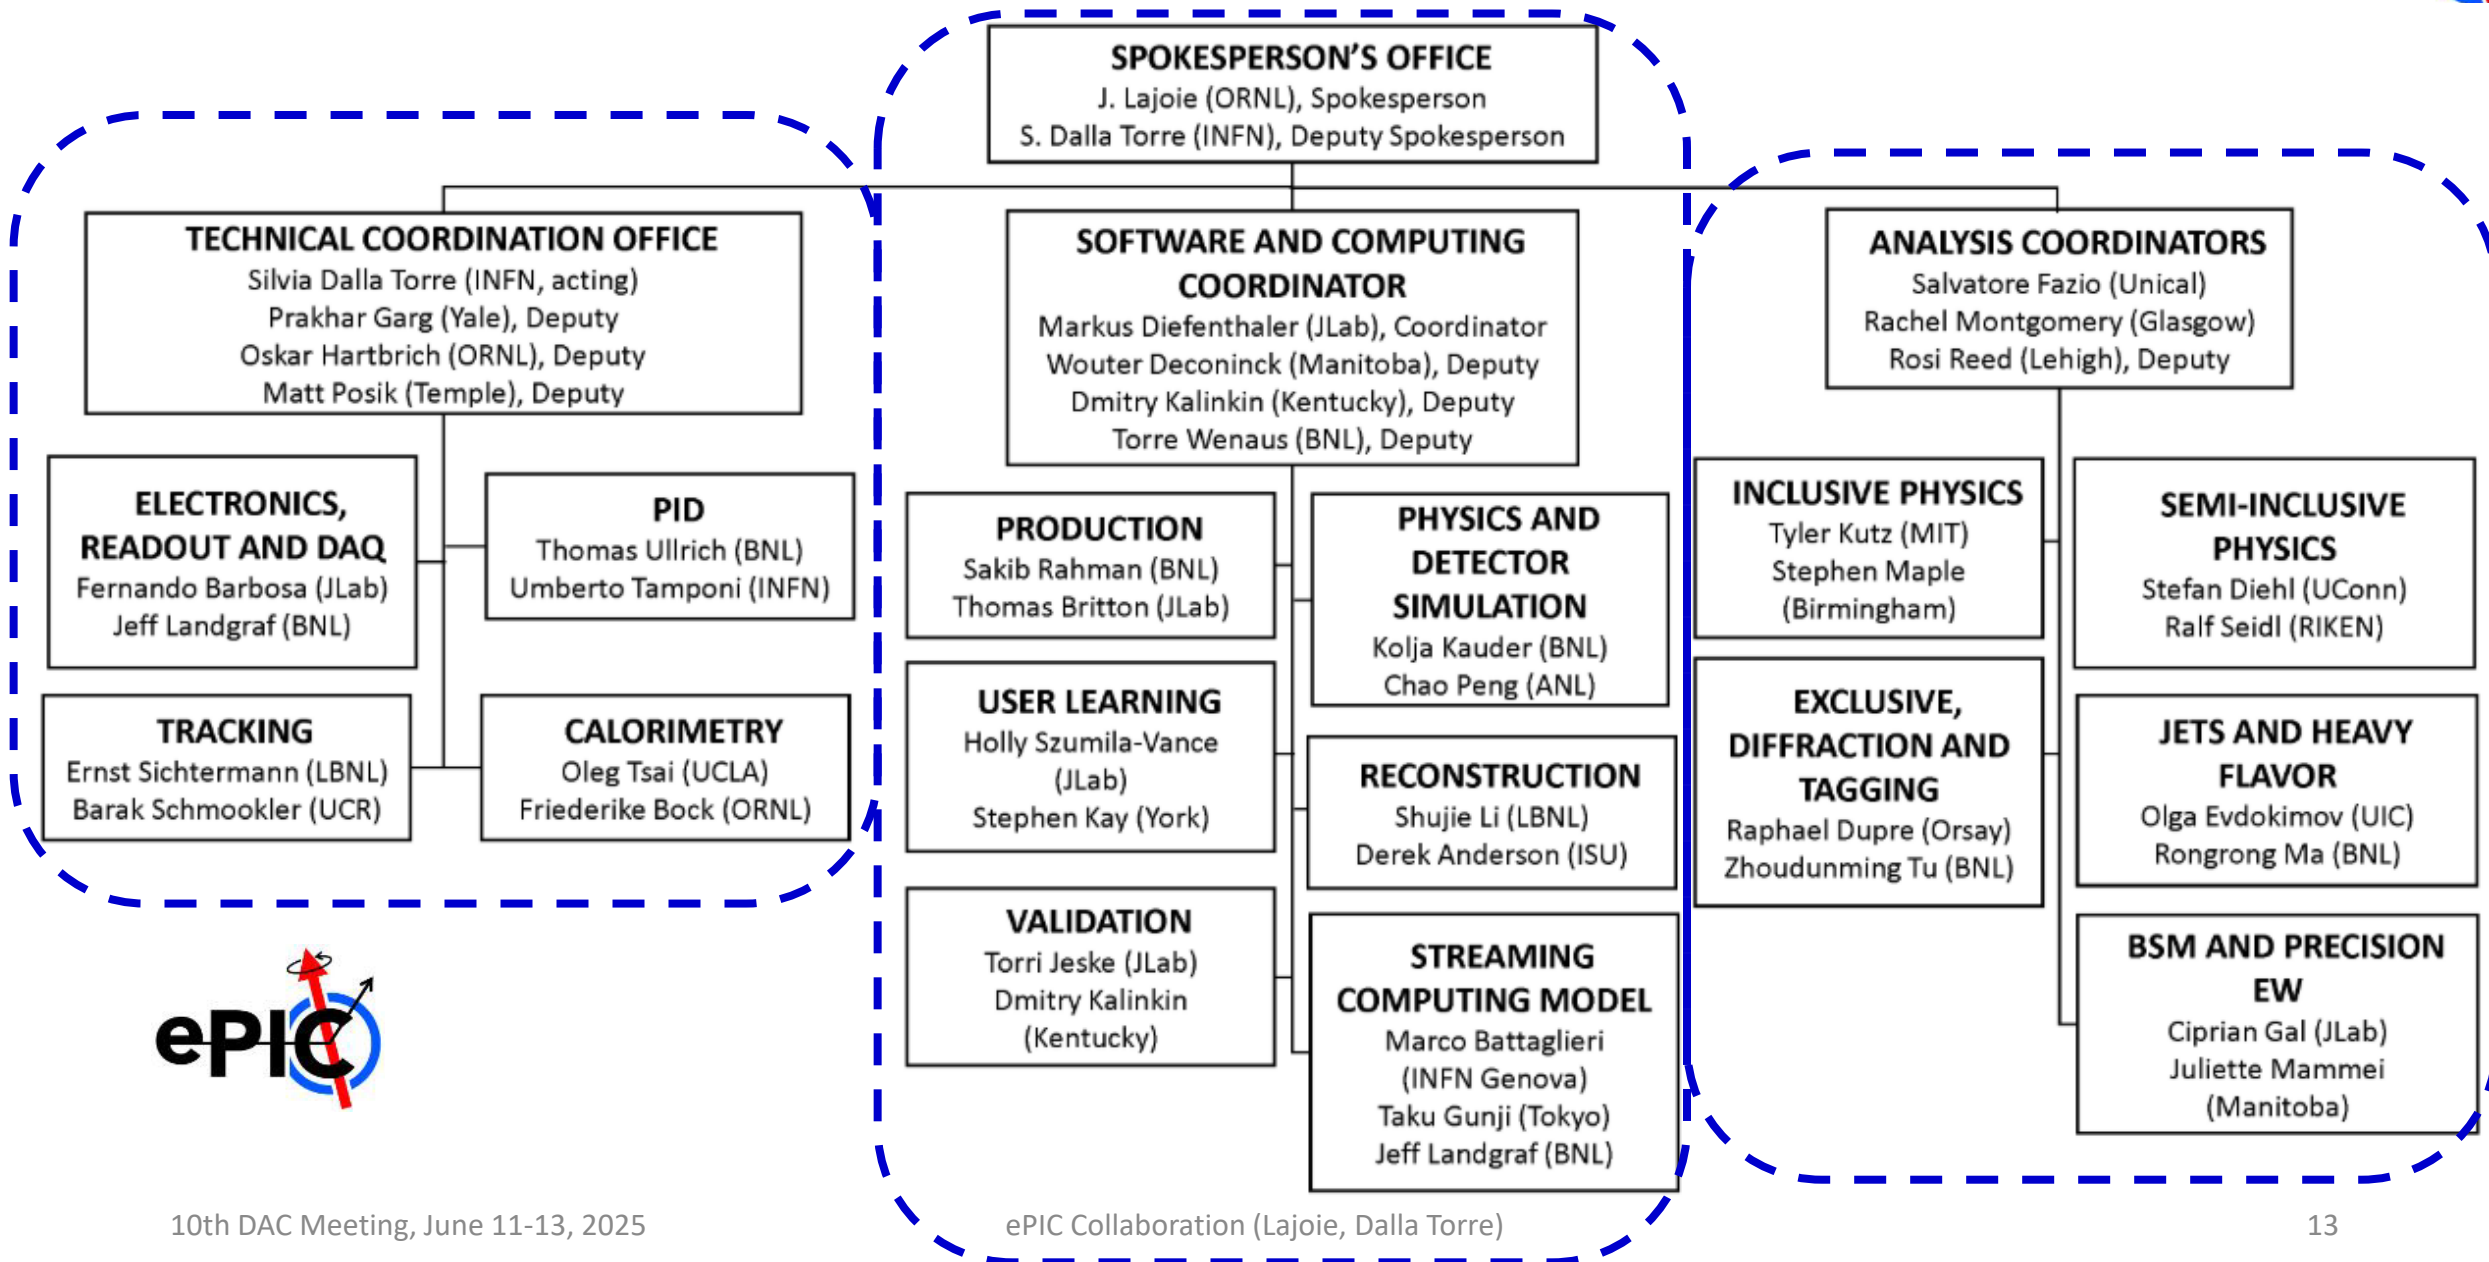 SPOKESPERSON'S OFFICE
J. Lajoie (ORNL), Spokesperson
S. Dalla Torre (INFN), Deputy Spokesperson
TECHNICAL COORDINATION OFFICE
Silvia Dalla Torre (INFN, acting)
Prakhar Garg (Yale), Deputy
Oskar Hartbrich (ORNL), Deputy
Matt Posik (Temple), Deputy
ELECTRONICS,
READOUT AND DAQ
Fernando Barbosa (JLab)
Jeff Landgraf (BNL)
PID
Thomas Ullrich (BNL)
Umberto Tamponi (INFN)
TRACKING
Ernst Sichtermann (LBNL)
Barak Schmookler (UCR)
CALORIMETRY
Oleg Tsai (UCLA)
Friederike Bock (ORNL)
SOFTWARE AND COMPUTING
COORDINATOR
Markus Diefenthaler (JLab), Coordinator
Wouter Deconinck (Manitoba), Deputy
Dmitry Kalinkin (Kentucky), Deputy
Torre Wenaus (BNL), Deputy
PRODUCTION
Sakib Rahman (BNL)
Thomas Britton (JLab)
PHYSICS AND
DETECTOR
SIMULATION
Kolja Kauder (BNL)
Chao Peng (ANL)
USER LEARNING
Holly Szumila-Vance
(JLab)
Stephen Kay (York)
RECONSTRUCTION
Shujie Li (LBNL)
Derek Anderson (ISU)
VALIDATION
Torri Jeske (JLab)
Dmitry Kalinkin
(Kentucky)
STREAMING
COMPUTING MODEL
Marco Battaglieri
(INFN Genova)
Taku Gunji (Tokyo)
Jeff Landgraf (BNL)
ANALYSIS COORDINATORS
Salvatore Fazio (Unical)
Rachel Montgomery (Glasgow)
Rosi Reed (Lehigh), Deputy
INCLUSIVE PHYSICS
Tyler Kutz (MIT)
Stephen Maple
(Birmingham)
SEMI-INCLUSIVE
PHYSICS
Stefan Diehl (UConn)
Ralf Seidl (RIKEN)
EXCLUSIVE,
DIFFRACTION AND
TAGGING
Raphael Dupre (Orsay)
Zhoudunming Tu (BNL)
JETS AND HEAVY
FLAVOR
Olga Evdokimov (UIC)
Rongrong Ma (BNL)
BSM AND PRECISION
EW
Ciprian Gal (JLab)
Juliette Mammei
(Manitoba)
ePIC
10th DAC Meeting, June 11-13, 2025
ePIC Collaboration (Lajoie, Dalla Torre)
13